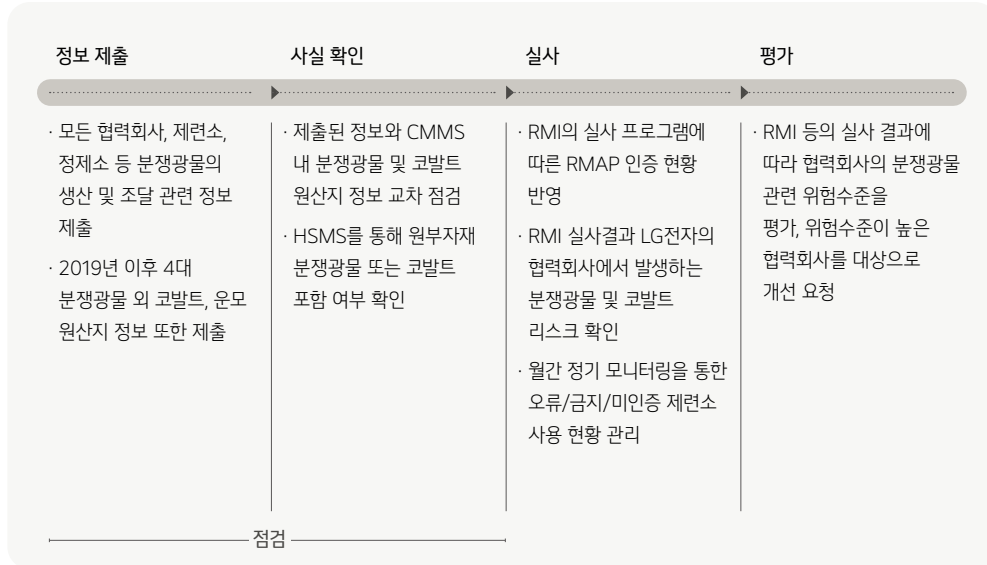 정보 제출
· 모든 협력회사, 제련소,
정제소 등 분쟁광물의
생산 및 조달 관련 정보
제출
· 2019년 이후 4대
분쟁광물 외 코발트, 운모
원산지 정보 또한 제출
사실 확인
· 제출된 정보와 CMMS
내 분쟁광물 및 코발트
원산지 정보 교차 점검
· HSMS를 통해 원부자재
분쟁광물 또는 코발트
포함 여부 확인
실사
· RMI의 실사 프로그램에
따른 RMAP 인증 현황
반영
· RMI 실사결과 LG전자의
협력회사에서 발생하는
분쟁광물 및 코발트
리스크 확인
· 월간 정기 모니터링을 통한
오류/금지/미인증 제련소
사용 현황 관리
평가
· RMI 등의 실사 결과에
따라 협력회사의 분쟁광물
관련 위험수준을
평가, 위험수준이 높은
협력회사를 대상으로
개선 요청
점검